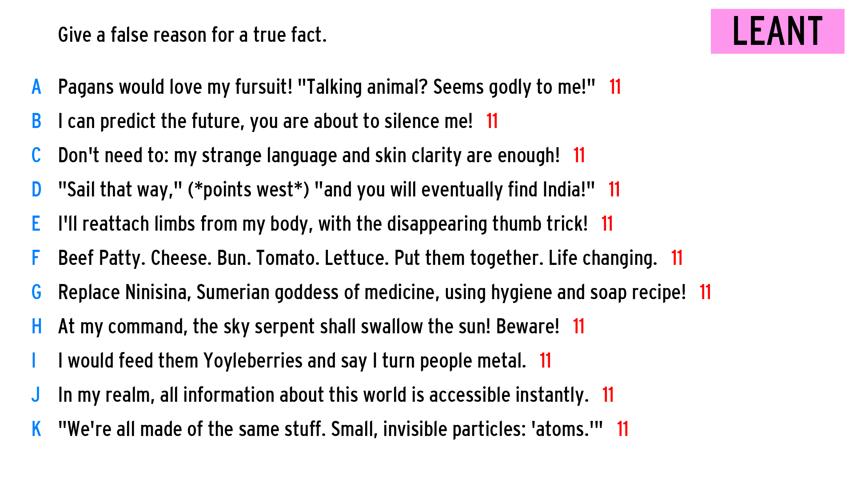 Give a false reason for a true fact.
LEANT
A Pagans would love my fursuit! "Talking animal? Seems godly to me!" 11
B I can predict the future, you are about to silence me! 11
C Don't need to: my strange language and skin clarity are enough! 11
D "Sail that way," (*points west*) "and you will eventually find India!" 11
E I'll reattach limbs from my body, with the disappearing thumb trick! 11
F Beef Patty. Cheese. Bun. Tomato. Lettuce. Put them together. Life changing. 11
G Replace Ninisina, Sumerian goddess of medicine, using hygiene and soap recipe! 11
H At my command, the sky serpent shall swallow the sun! Beware! 11
I I would feed them Yoyleberries and say I turn people metal. 11
J In my realm, all information about this world is accessible instantly. 11
K "We're all made of the same stuff. Small, invisible particles: 'atoms.'" 11